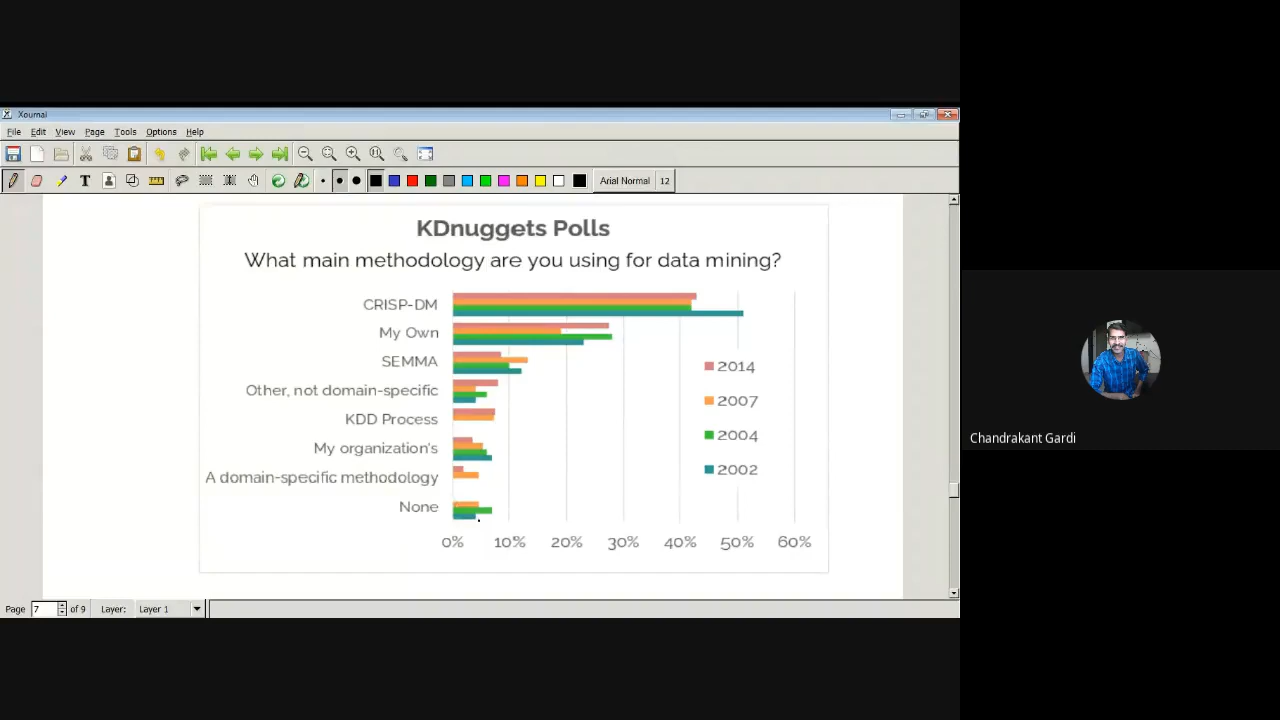 Xournal
File Edit View Page Tools Options Help
T Arial Normal 12
KDnuggets Polls
What main methodology are you using for data mining?
CRISP-DM
My Own
SEMMA
Other, not domain-specific
KDD Process
My organization's
A domain-specific methodology
None
2014
2007
2004
2002
0% 10% 20% 30% 40% 50% 60%
Page 7 of 9 Layer: Layer 1
Chandrakant Gardi